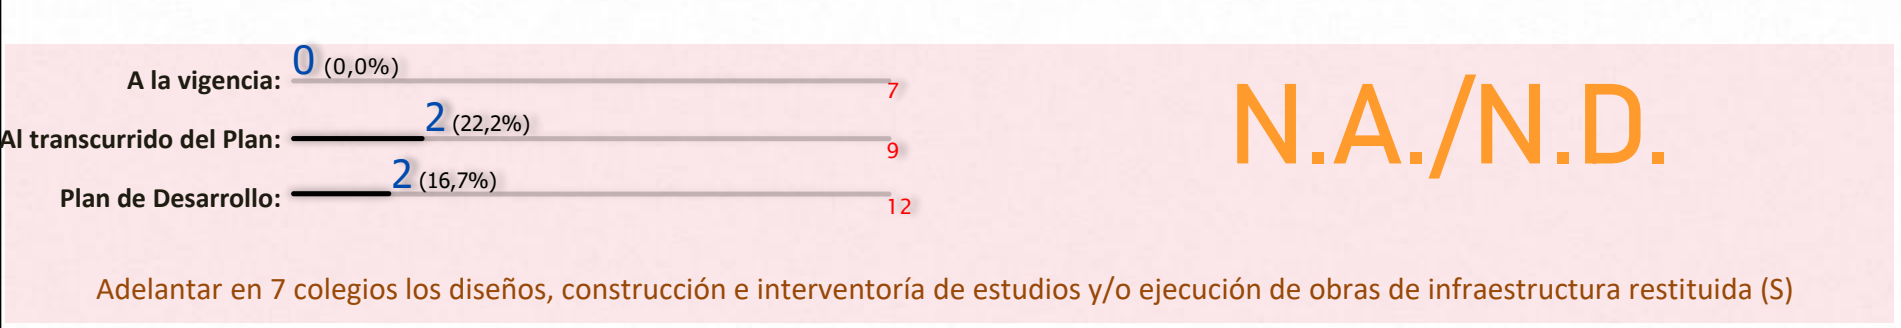 A la vigencia: 0 (0,0%) 7
Al transcurrido del Plan: 2 (22,2%) 9
Plan de Desarrollo: 2 (16,7%) 12
N.A./N.D.
Adelantar en 7 colegios los diseños, construcción e interventoría de estudios y/o ejecución de obras de infraestructura restituida (S)